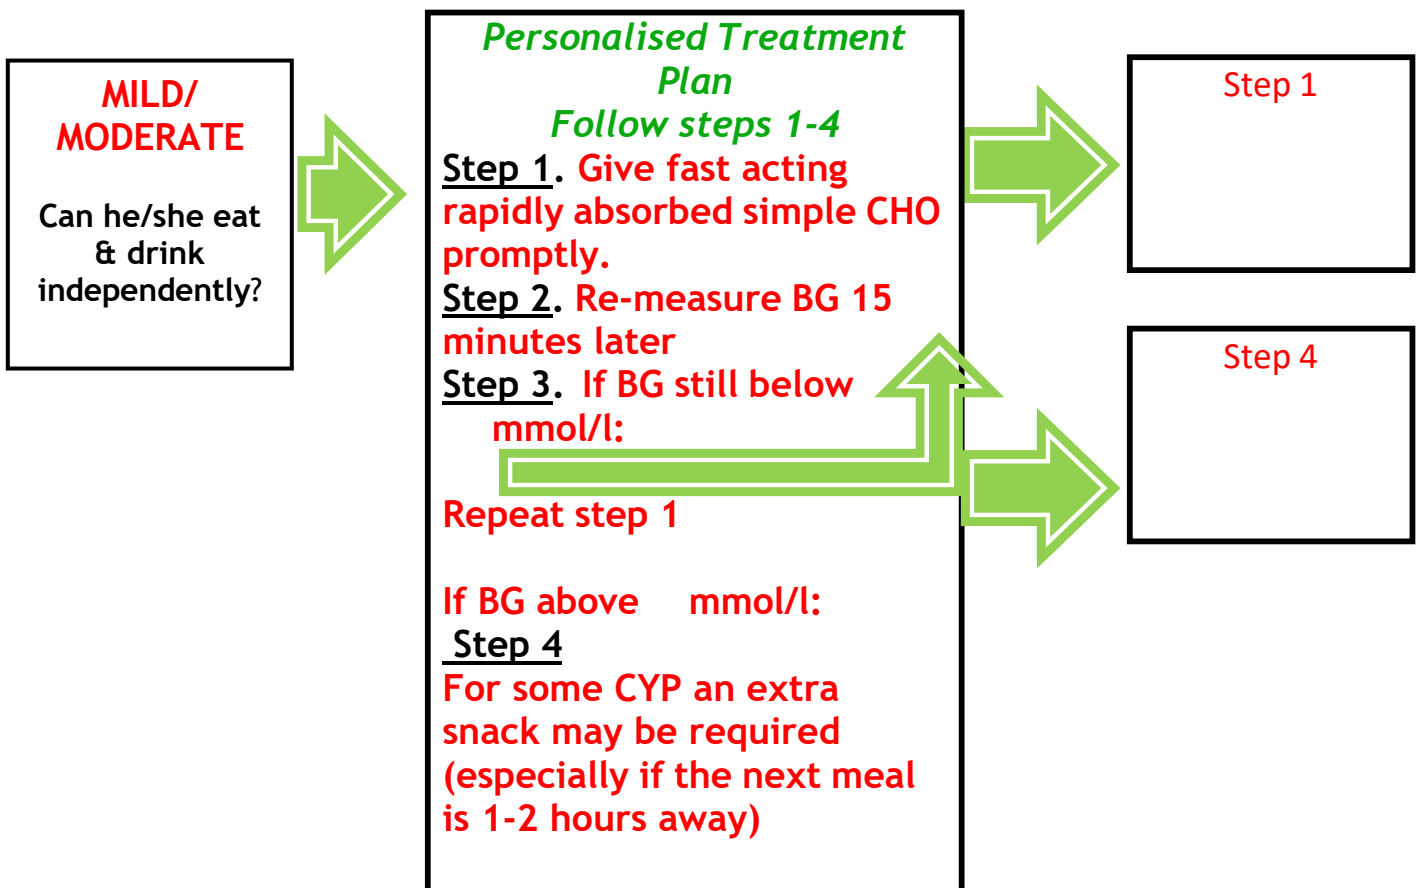 MILD/
MODERATE
Can he/she eat
& drink
independently?
Personalised Treatment
Plan
Follow steps 1-4
Step 1. Give fast acting
rapidly absorbed simple CHO
promptly.
Step 2. Re-measure BG 15
minutes later
Step 3. If BG still below
mmol/l:
Repeat step 1
If BG above mmol/l:
Step 4
For some CYP an extra
snack may be required
(especially if the next meal
is 1-2 hours away)
Step 1
Step 4